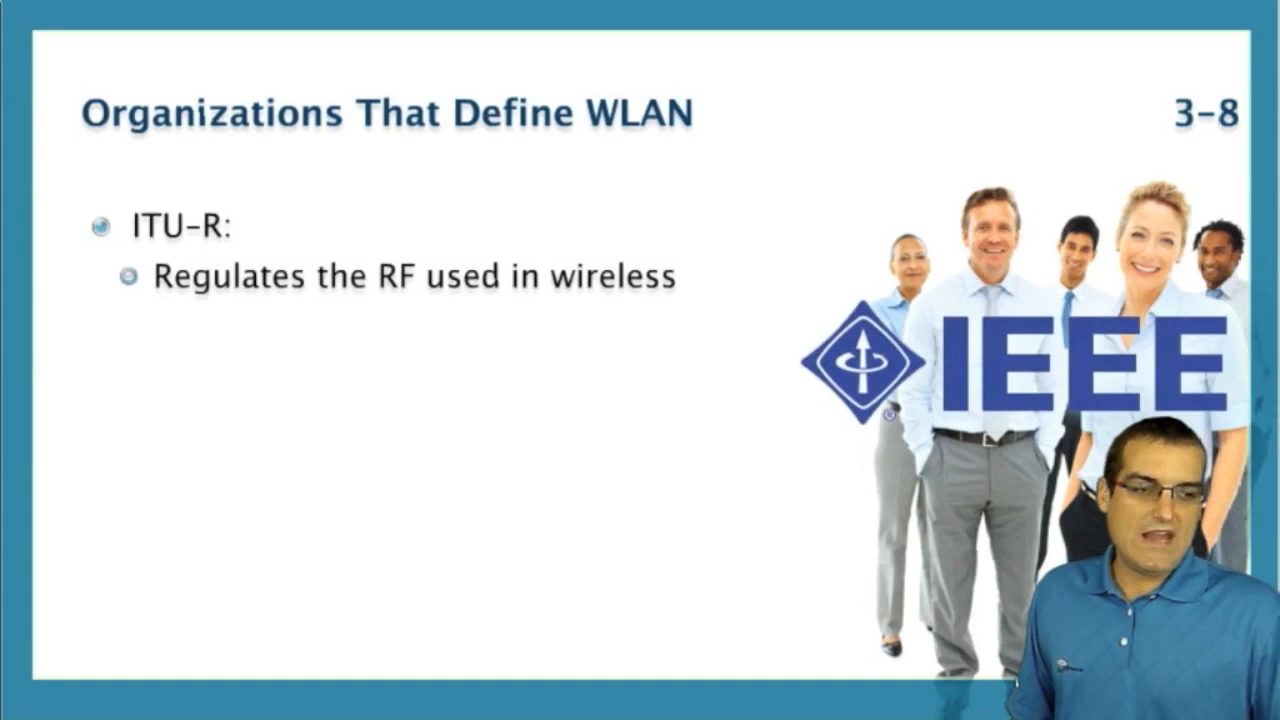 Organizations That Define WLAN 3-8
ITU-R:
Regulates the RF used in wireless
IEEE
®